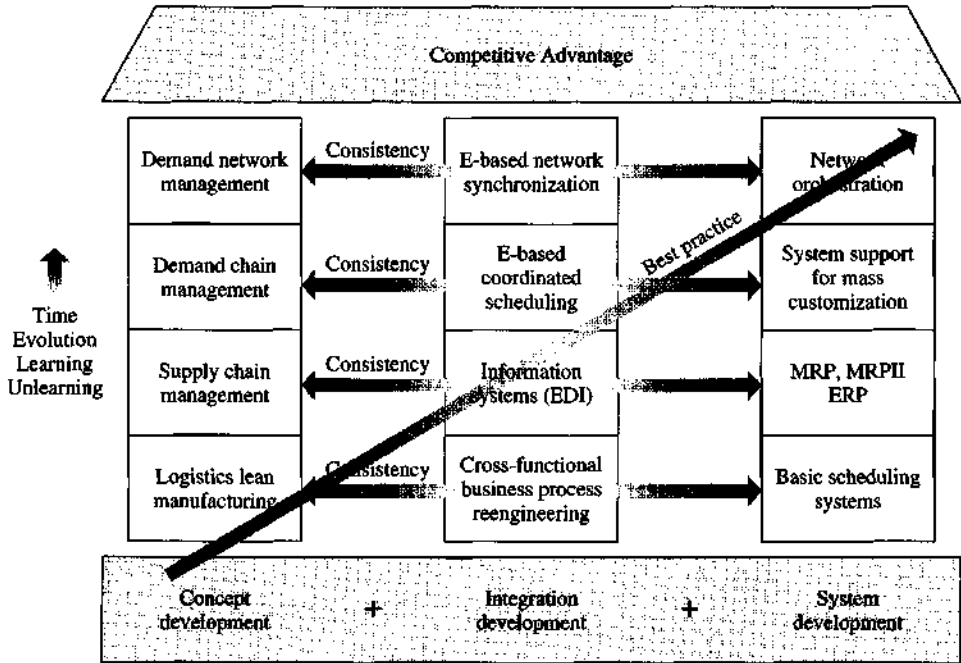 Competitive Advantage
Demand network
management
Consistency
E-based network
synchronization
Network
orchestration
Best practice
Demand chain
management
Consistency
E-based
coordinated
scheduling
System support
for mass
customization
Time
Evolution
Learning
Unlearning
Supply chain
management
Consistency
Information
systems (EDI)
MRP, MRPII
ERP
Logistics lean
manufacturing
Consistency
Cross-functional
business process
reengineering
Basic scheduling
systems
Concept
development
+
Integration
development
+
System
development